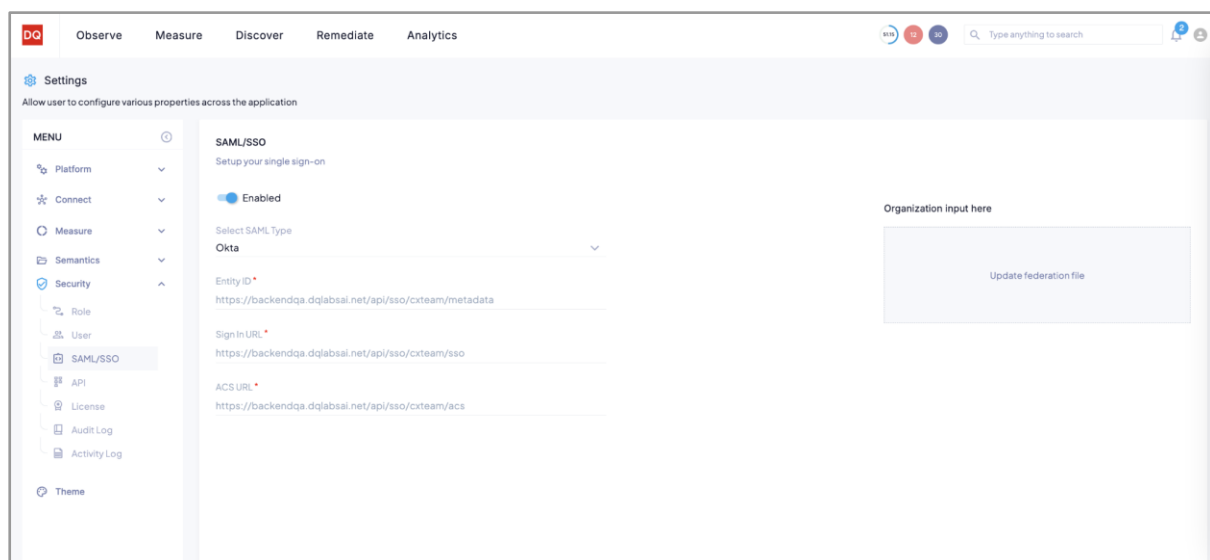 DQ Observe Measure Discover Remediate Analytics 12 30 Type anything to search 2
Settings
Allow user to configure various properties across the application
MENU
Platform
Connect
Measure
Semantics
Security
Role
User
SAML/SSO
API
License
Audit Log
Activity Log
Theme
SAML/SSO
Setup your single sign-on
Enabled
Select SAML Type
Okta
Entity ID *
https://backendqa.dqlabsai.net/api/sso/cxteam/metadata
Sign In URL *
https://backendqa.dqlabsai.net/api/sso/cxteam/sso
ACS URL *
https://backendqa.dqlabsai.net/api/sso/cxteam/acs
Organization input here
Update federation file